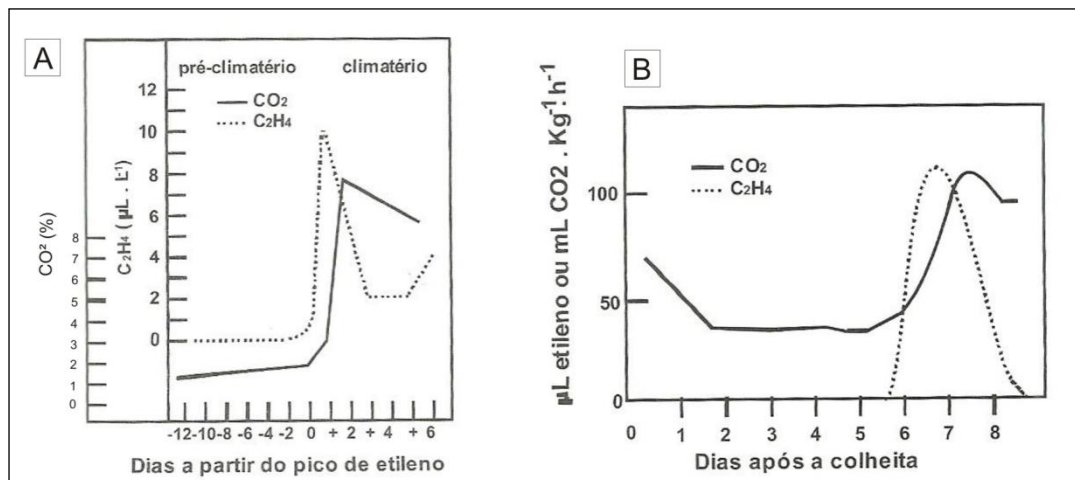 A
pré-climatério climatério
CO₂
C₂H₄
12
10
8
6
4
2
0
C₂H₄ (µL . L⁻¹)
CO² (%)
8
7
6
5
4
3
2
1
0
-12 -10 -8 -6 -4 -2 0 + 2 + 4 + 6
Dias a partir do pico de etileno
B
CO₂
C₂H₄
µL etileno ou mL CO2 . Kg⁻¹.h⁻¹
100
50
0
0 1 2 3 4 5 6 7 8
Dias após a colheita